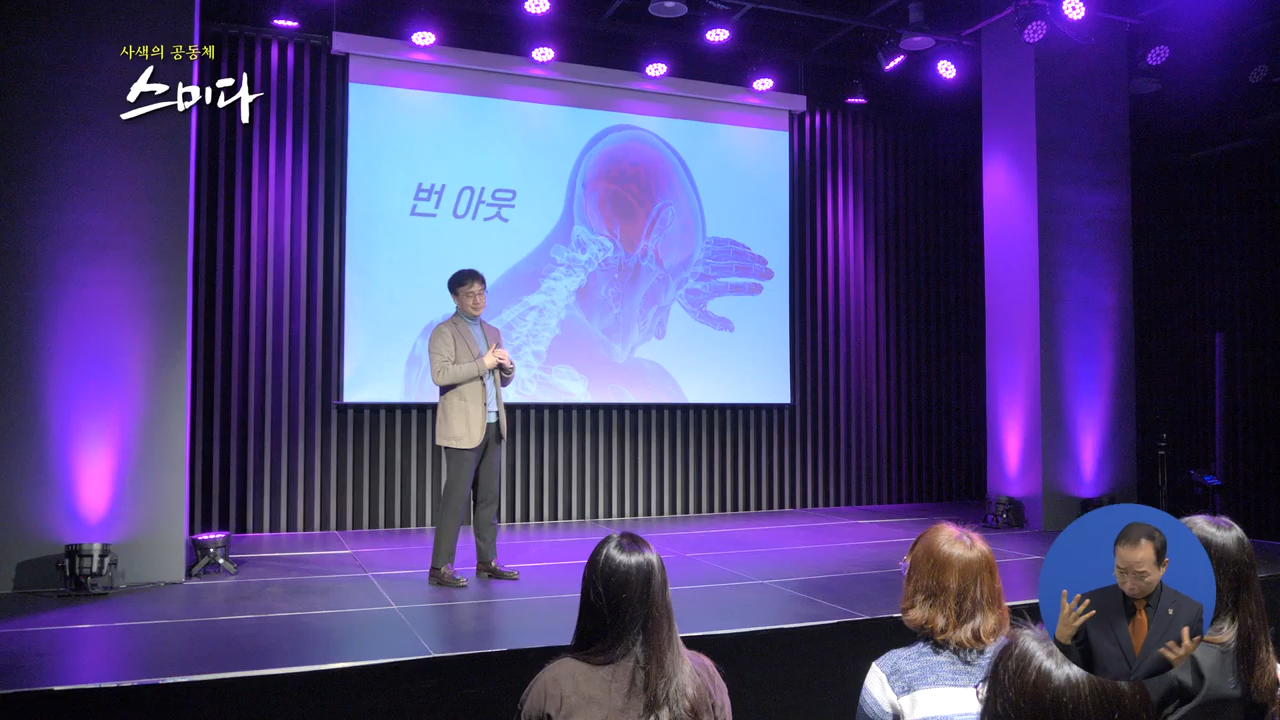 사색의 공동체
스미다
번 아웃